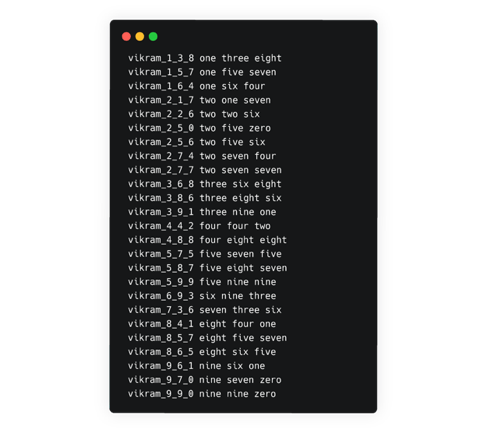 vikram_1_3_8 one three eight
vikram_1_5_7 one five seven
vikram_1_6_4 one six four
vikram_2_1_7 two one seven
vikram_2_2_6 two two six
vikram_2_5_0 two five zero
vikram_2_5_6 two five six
vikram_2_7_4 two seven four
vikram_2_7_7 two seven seven
vikram_3_6_8 three six eight
vikram_3_8_6 three eight six
vikram_3_9_1 three nine one
vikram_4_4_2 four four two
vikram_4_8_8 four eight eight
vikram_5_7_5 five seven five
vikram_5_8_7 five eight seven
vikram_5_9_9 five nine nine
vikram_6_9_3 six nine three
vikram_7_3_6 seven three six
vikram_8_4_1 eight four one
vikram_8_5_7 eight five seven
vikram_8_6_5 eight six five
vikram_9_6_1 nine six one
vikram_9_7_0 nine seven zero
vikram_9_9_0 nine nine zero